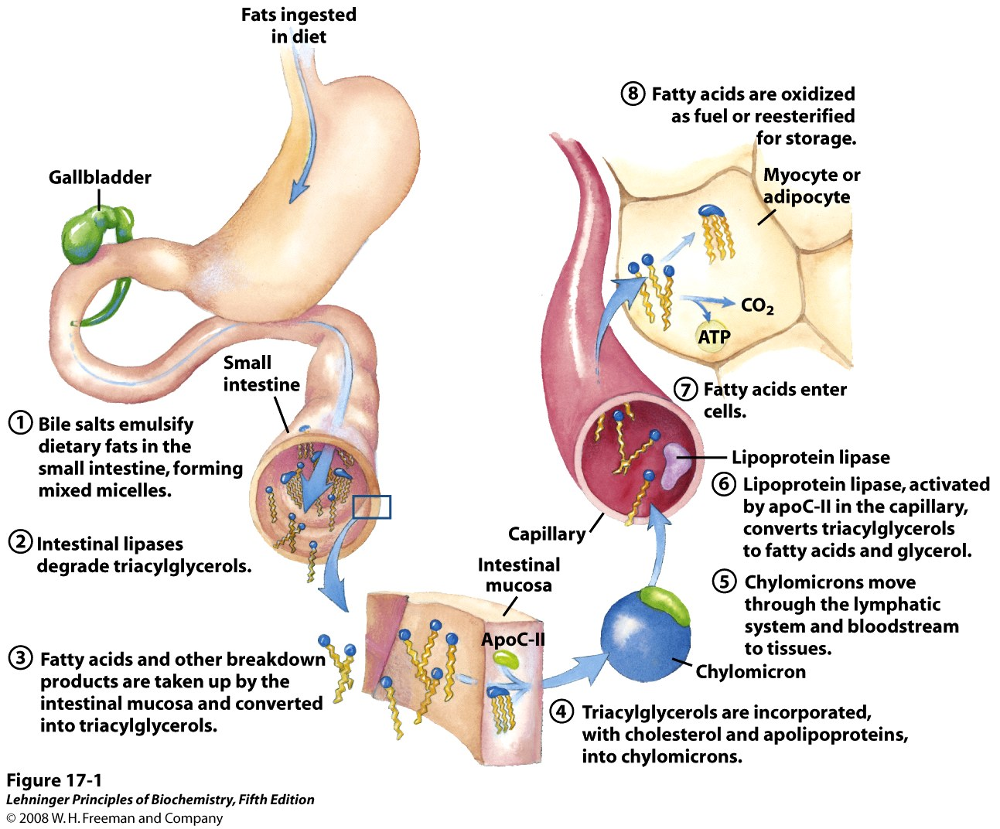 Fats ingested
in diet
Gallbladder
Small
intestine
① Bile salts emulsify
dietary fats in the
small intestine, forming
mixed micelles.
② Intestinal lipases
degrade triacylglycerols.
③ Fatty acids and other breakdown
products are taken up by the
intestinal mucosa and converted
into triacylglycerols.
Intestinal
mucosa
ApoC-II
④ Triacylglycerols are incorporated,
with cholesterol and apolipoproteins,
into chylomicrons.
Chylomicron
⑤ Chylomicrons move
through the lymphatic
system and bloodstream
to tissues.
Capillary
Lipoprotein lipase
⑥ Lipoprotein lipase, activated
by apoC-II in the capillary,
converts triacylglycerols
to fatty acids and glycerol.
⑦ Fatty acids enter
cells.
⑧ Fatty acids are oxidized
as fuel or reesterified
for storage.
Myocyte or
adipocyte
CO₂
ATP
Figure 17-1
Lehninger Principles of Biochemistry, Fifth Edition
© 2008 W. H. Freeman and Company